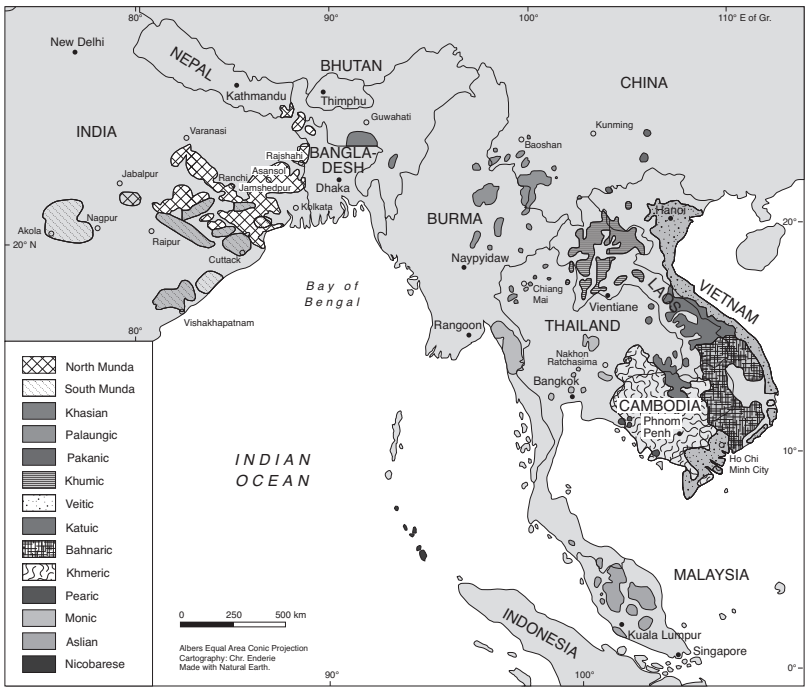 80°
90°
100°
110° E of Gr.
New Delhi
NEPAL
BHUTAN
CHINA
Kathmandu
Thimphu
Guwahati
INDIA
Varanasi
Baoshan
Kunming
Rajshahi
BANGLA-
DESH
Asansol
Jabalpur
Ranchi
Jamshedpur
Dhaka
Hanoi
Kolkata
BURMA
20°
Akola
Nagpur
Raipur
20° N
Cuttack
Naypyidaw
LAOS
VIETNAM
Bay of
Bengal
Chiang
Mai
Vientiane
Vishakhapatnam
80°
Rangoon
THAILAND
Nakhon
Ratchasima
Bangkok
CAMBODIA
Phnom
Penh
10°
Ho Chi
Minh City
INDIAN
OCEAN
North Munda
South Munda
Khasian
Palaungic
Pakanic
Khumic
Veitic
Katuic
Bahnaric
Khmeric
Pearic
Monic
Aslian
Nicobarese
MALAYSIA
0 250 500 km
INDONESIA
Kuala Lumpur
Singapore
Albers Equal Area Conic Projection
Cartography: Chr. Enderie
Made with Natural Earth.
90°
100°
0°